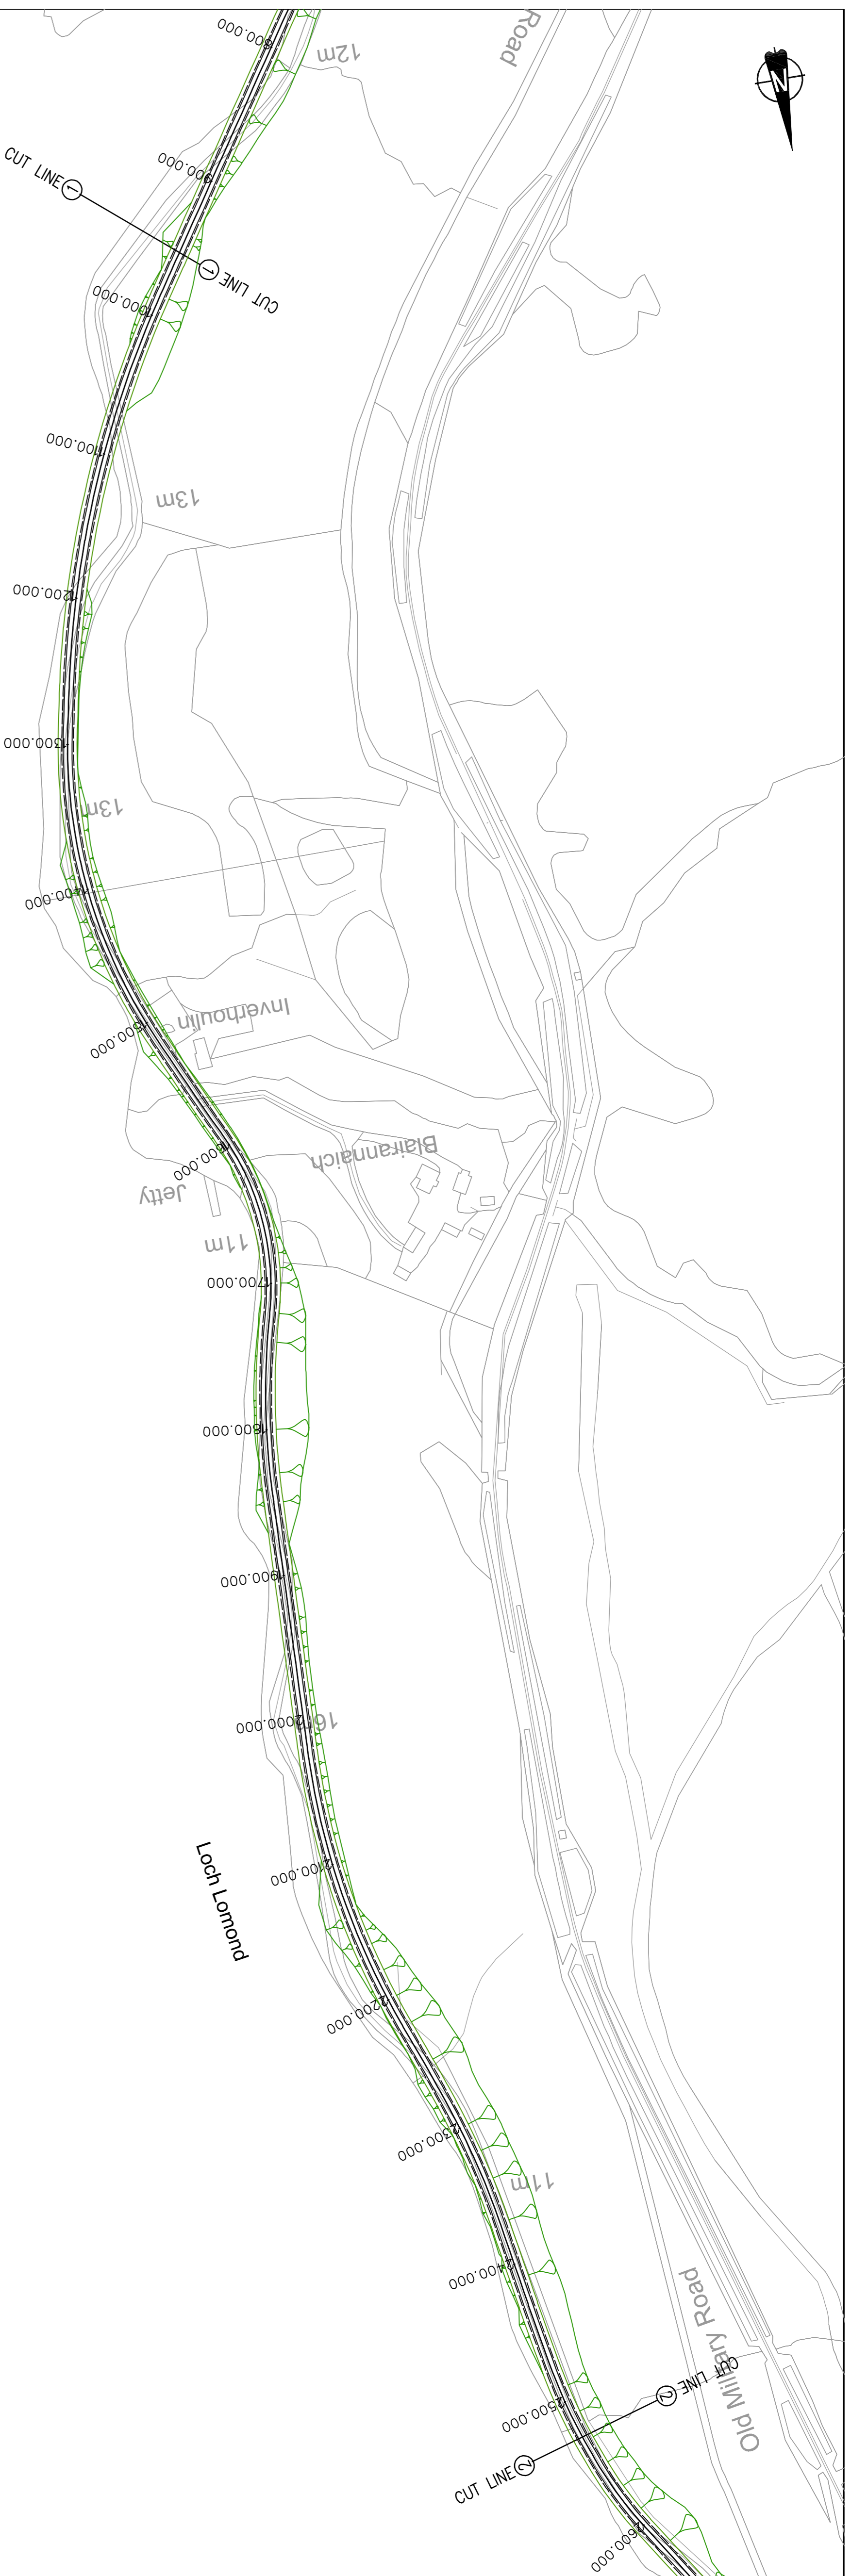 800.000
12m
Road
N
900.000
CUT LINE 1
1 CUT LINE
1000.000
1100.000
13m
1200.000
1300.000
13m
1400.000
Inverhoulin
1500.000
Blairannaich
1600.000
Jetty
11m
1700.000
1800.000
1900.000
2000.000
16m
2100.000
Loch Lomond
2200.000
2300.000
11m
2400.000
Old Military Road
2 CUT LINE
2500.000
CUT LINE 2
2600.000